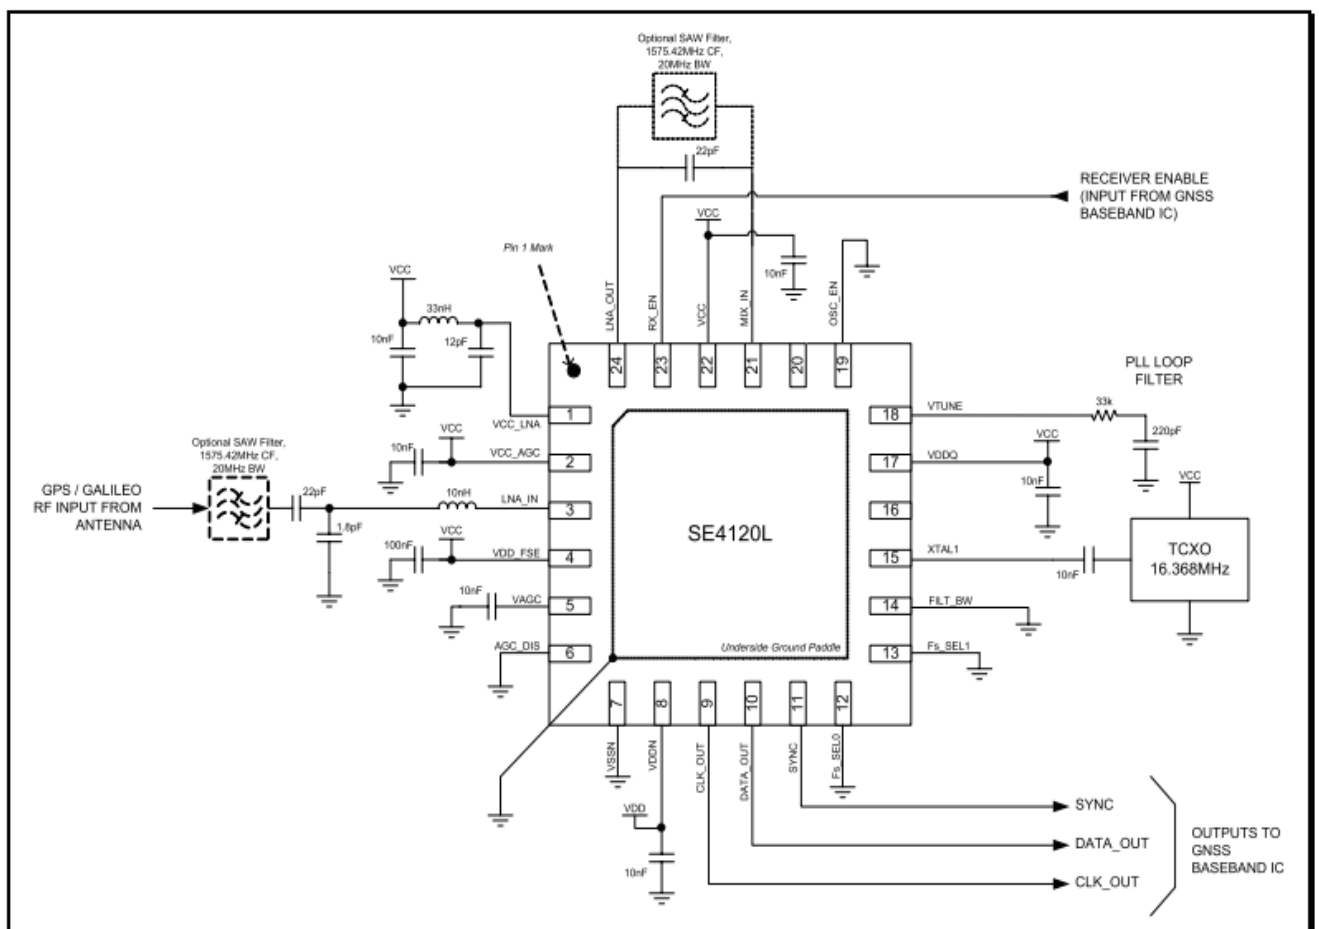 Optional SAW Filter,
1575.42MHz CF,
20MHz BW
22pF
RECEIVER ENABLE
(INPUT FROM GNSS
BASEBAND IC)
VCC
10nF
Pin 1 Mark
LNA_OUT
RX_EN
VCC
MIX_IN
OSC_EN
VCC
33nH
10nF
12pF
24
23
22
21
20
19
PLL LOOP
FILTER
1
VCC_LNA
18
VTUNE
33k
220pF
VCC
10nF
VCC_AGC
2
17
VDDQ
VCC
10nF
Optional SAW Filter,
1575.42MHz CF,
20MHz BW
GPS / GALILEO
RF INPUT FROM
ANTENNA
22pF
1.8pF
10nH
LNA_IN
3
16
VCC
SE4120L
TCXO
16.368MHz
VCC
100nF
VDD_FSE
4
15
XTAL1
10nF
10nF
VAGC
5
14
FILT_BW
AGC_DIS
6
13
Fs_SEL1
Underside Ground Paddle
7
8
9
10
11
12
VSSN
VDDN
CLK_OUT
DATA_OUT
SYNC
Fs_SEL0
VDD
10nF
SYNC
DATA_OUT
CLK_OUT
OUTPUTS TO
GNSS
BASEBAND IC